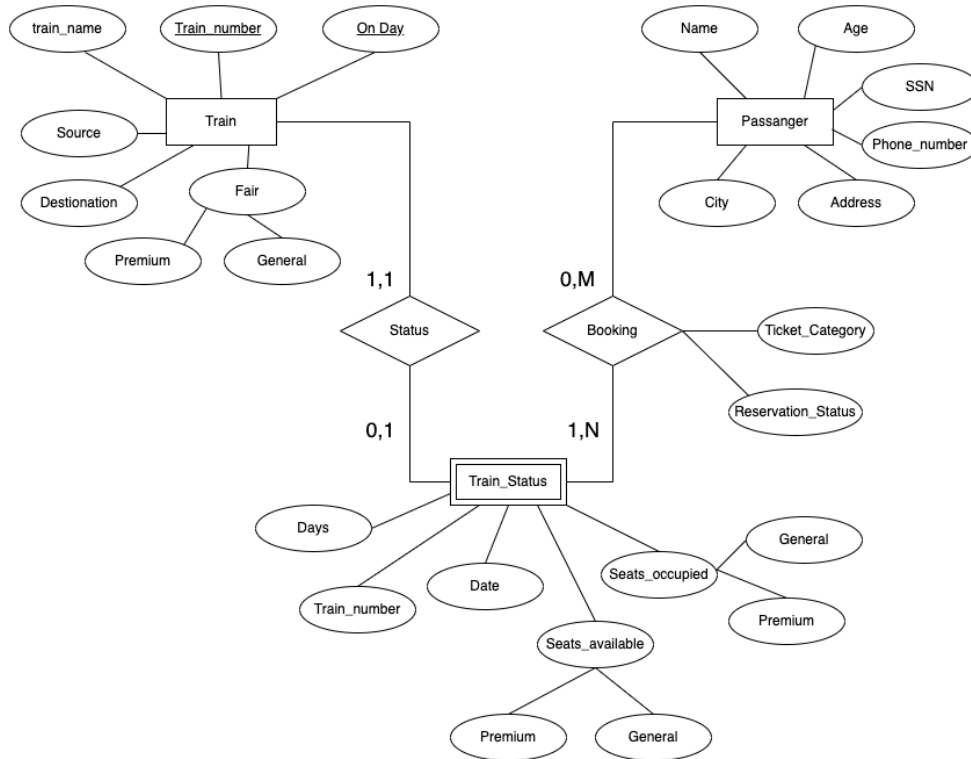 train_name
Train_number
On Day
Name
Age
SSN
Train
Passanger
Source
Phone_number
Fair
Destionation
City
Address
Premium
General
1,1
0,M
Status
Booking
Ticket_Category
Reservation_Status
0,1
1,N
Train_Status
Days
General
Seats_occupied
Date
Train_number
Premium
Seats_available
Premium
General